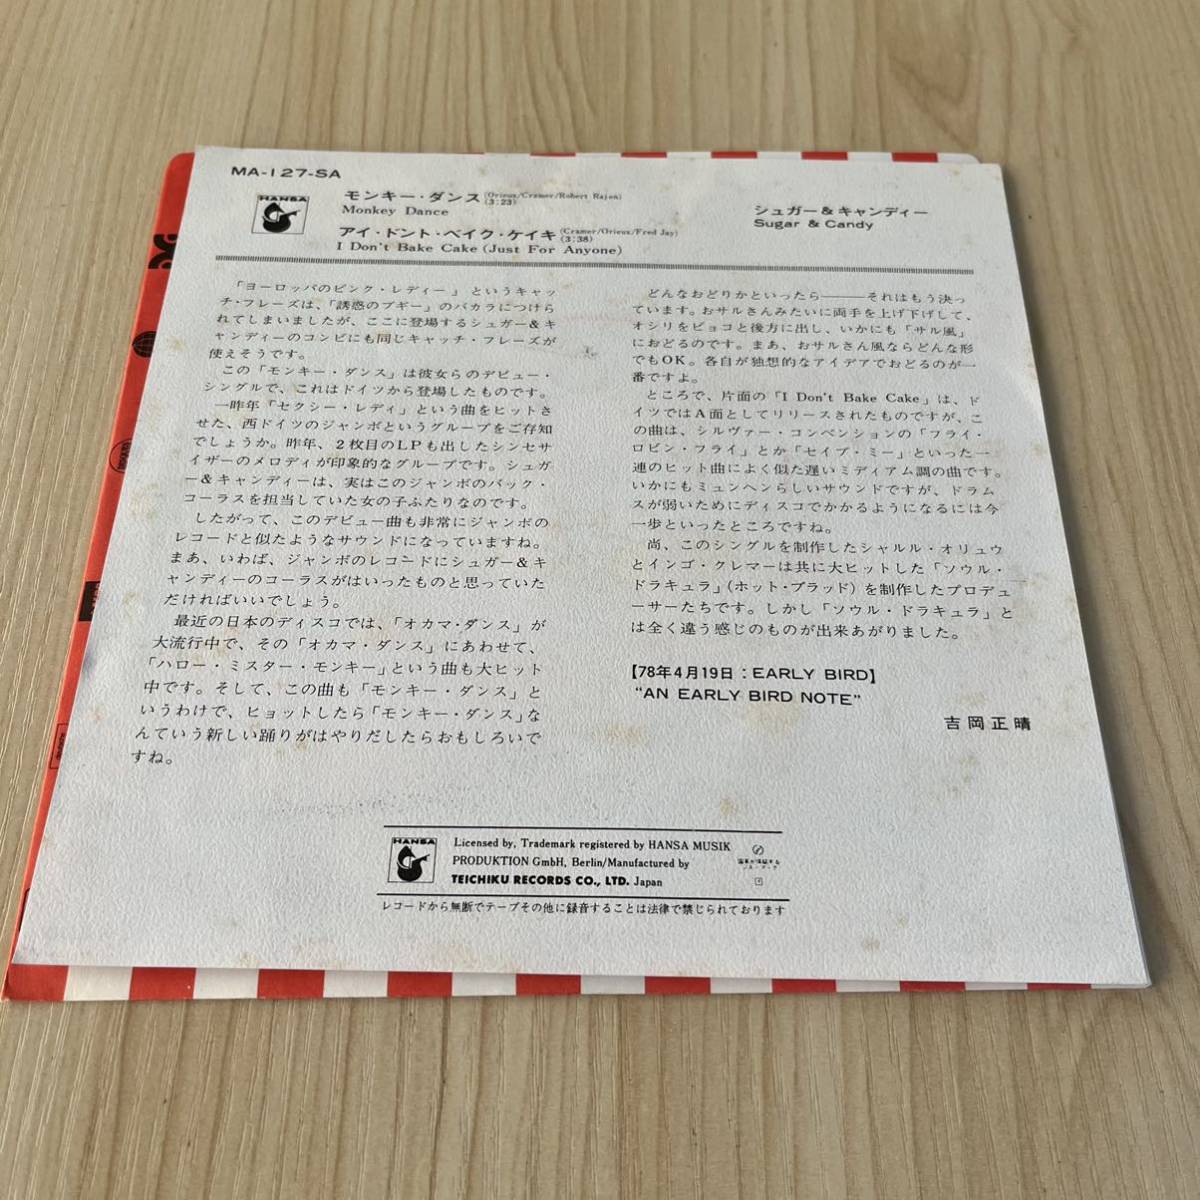 MA-127-SA
HANSA
モンキー・ダンス (Orieux/Cramer/Robert Rajen)
(3:23)
Monkey Dance
アイ・ドント・ベイク・ケイキ (Cramer/Orieux/Fred Jay)
(3:38)
I Don't Bake Cake (Just For Anyone)
シュガー&キャンディー
Sugar & Candy
「ヨーロッパのピンク・レディー」というキャッ
チ・フレーズは、「誘惑のブギー」のバカラにつけら
れてしまいましたが、ここに登場するシュガー&キ
ャンディーのコンビにも同じキャッチ・フレーズが
使えそうです。
この「モンキー・ダンス」は彼女らのデビュー・
シングルで、これはドイツから登場したものです。
一昨年「セクシー・レディ」という曲をヒットさ
せた、西ドイツのジャンボというグループをご存知
でしょうか。昨年、2枚目のLPも出したシンセサ
イザーのメロディが印象的なグループです。シュガ
ー&キャンディーは、実はこのジャンボのバック・
コーラスを担当していた女の子ふたりなのです。
したがって、このデビュー曲も非常にジャンボの
レコードと似たようなサウンドになっていますね。
まあ、いわば、ジャンボのレコードにシュガー&キ
ャンディーのコーラスがはいったものと思っていた
だければいいでしょう。
最近の日本のディスコでは、「オカマ・ダンス」が
大流行中で、その「オカマ・ダンス」にあわせて、
「ハロー・ミスター・モンキー」という曲も大ヒット
中です。そして、この曲も「モンキー・ダンス」と
いうわけで、ヒョットしたら「モンキー・ダンス」な
んていう新しい踊りがはやりだしたらおもしろいで
すね。
どんなおどりかといったら———それはもう決っ
ています。おサルさんみたいに両手を上げ下げして、
オシリをピョコと後方に出し、いかにも「サル風」
におどるのです。まあ、おサルさん風ならどんな形
でもOK。各自が独想的なアイデアでおどるのが一
番ですよ。
ところで、片面の「I Don't Bake Cake」は、ド
イツではA面としてリリースされたものですが、こ
の曲は、シルヴァー・コンベンションの「フライ・
ロビン・フライ」とか「セイブ・ミー」といった一
連のヒット曲によく似た遅いミディアム調の曲です。
いかにもミュンヘンらしいサウンドですが、ドラム
スが弱いためにディスコでかかるようになるには今
一歩といったところですね。
尚、このシングルを制作したシャルル・オリュウ
とインゴ・クレマーは共に大ヒットした「ソウル・
ドラキュラ」(ホット・ブラッド)を制作したプロデュ
ーサーたちです。しかし「ソウル・ドラキュラ」と
は全く違う感じのものが出来あがりました。
【78年4月19日：EARLY BIRD】
"AN EARLY BIRD NOTE"
吉岡正晴
HANSA
Licensed by, Trademark registered by HANSA MUSIK
PRODUKTION GmbH, Berlin/Manufactured by
TEICHIKU RECORDS CO., LTD. Japan
レコードから無断でテープその他に録音することは法律で禁じられております